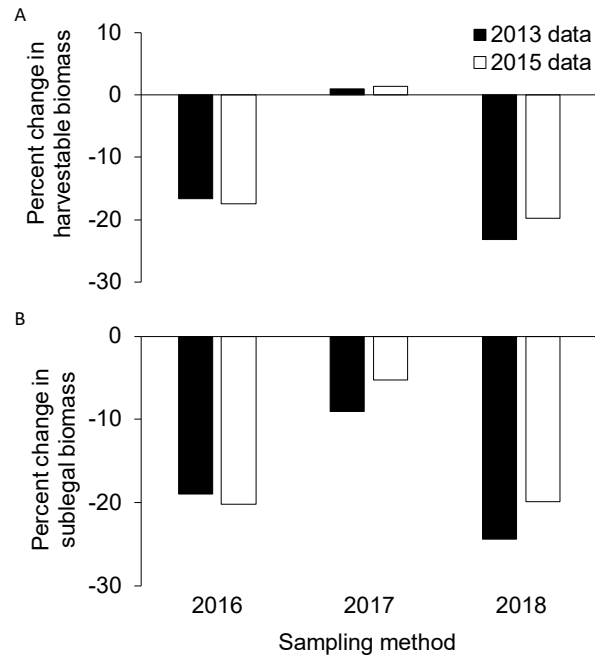 A
Percent change in
harvestable biomass
10
0
-10
-20
-30
2013 data
2015 data
B
Percent change in
sublegal biomass
0
-10
-20
-30
2016 2017 2018
Sampling method